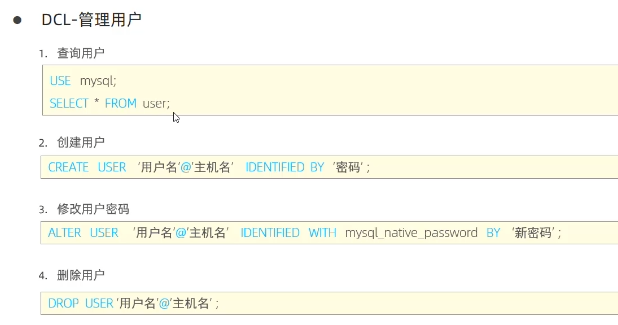 ● DCL-管理用户
1. 查询用户
USE mysql;
SELECT * FROM user;
2. 创建用户
CREATE USER '用户名'@'主机名' IDENTIFIED BY '密码' ;
3. 修改用户密码
ALTER USER '用户名'@'主机名' IDENTIFIED WITH mysql_native_password BY '新密码' ;
4. 删除用户
DROP USER '用户名'@'主机名' ;